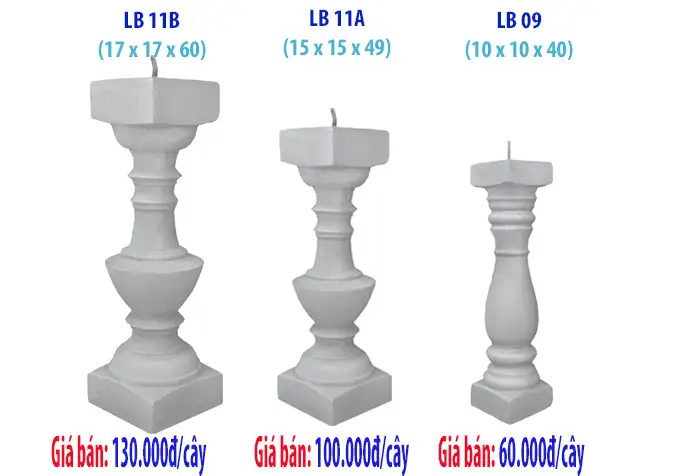 LB 11B
(17 x 17 x 60)
LB 11A
(15 x 15 x 49)
LB 09
(10 x 10 x 40)
Giá bán: 130.000đ/cây
Giá bán: 100.000đ/cây
Giá bán: 60.000đ/cây